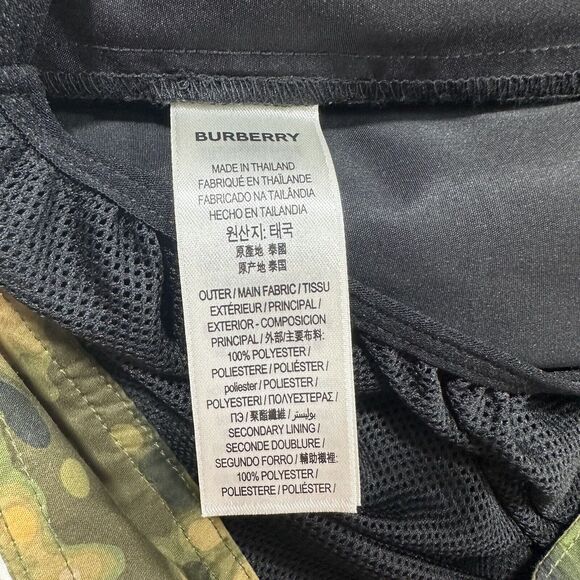 BURBERRY
MADE IN THAILAND
FABRIQUÉ EN THAÏLANDE
FABRICADO NA TAILÂNDIA
HECHO EN TAILANDIA
원산지: 태국
原產地 泰國
原产地 泰国
OUTER / MAIN FABRIC / TISSU
EXTÉRIEUR / PRINCIPAL /
EXTERIOR - COMPOSICION
PRINCIPAL / 外部/主要布料:
100% POLYESTER /
POLIESTERE / POLIÉSTER /
poliester / POLYESTER /
POLYESTERI / ΠΟΛΥΕΣΤΕΡΑΣ
/ ПЭ / 聚酯纖維 / بوليستر /
SECONDARY LINING /
SECONDE DOUBLURE /
SEGUNDO FORRO / 輔助襯裡:
100% POLYESTER /
POLIESTERE / POLIÉSTER /